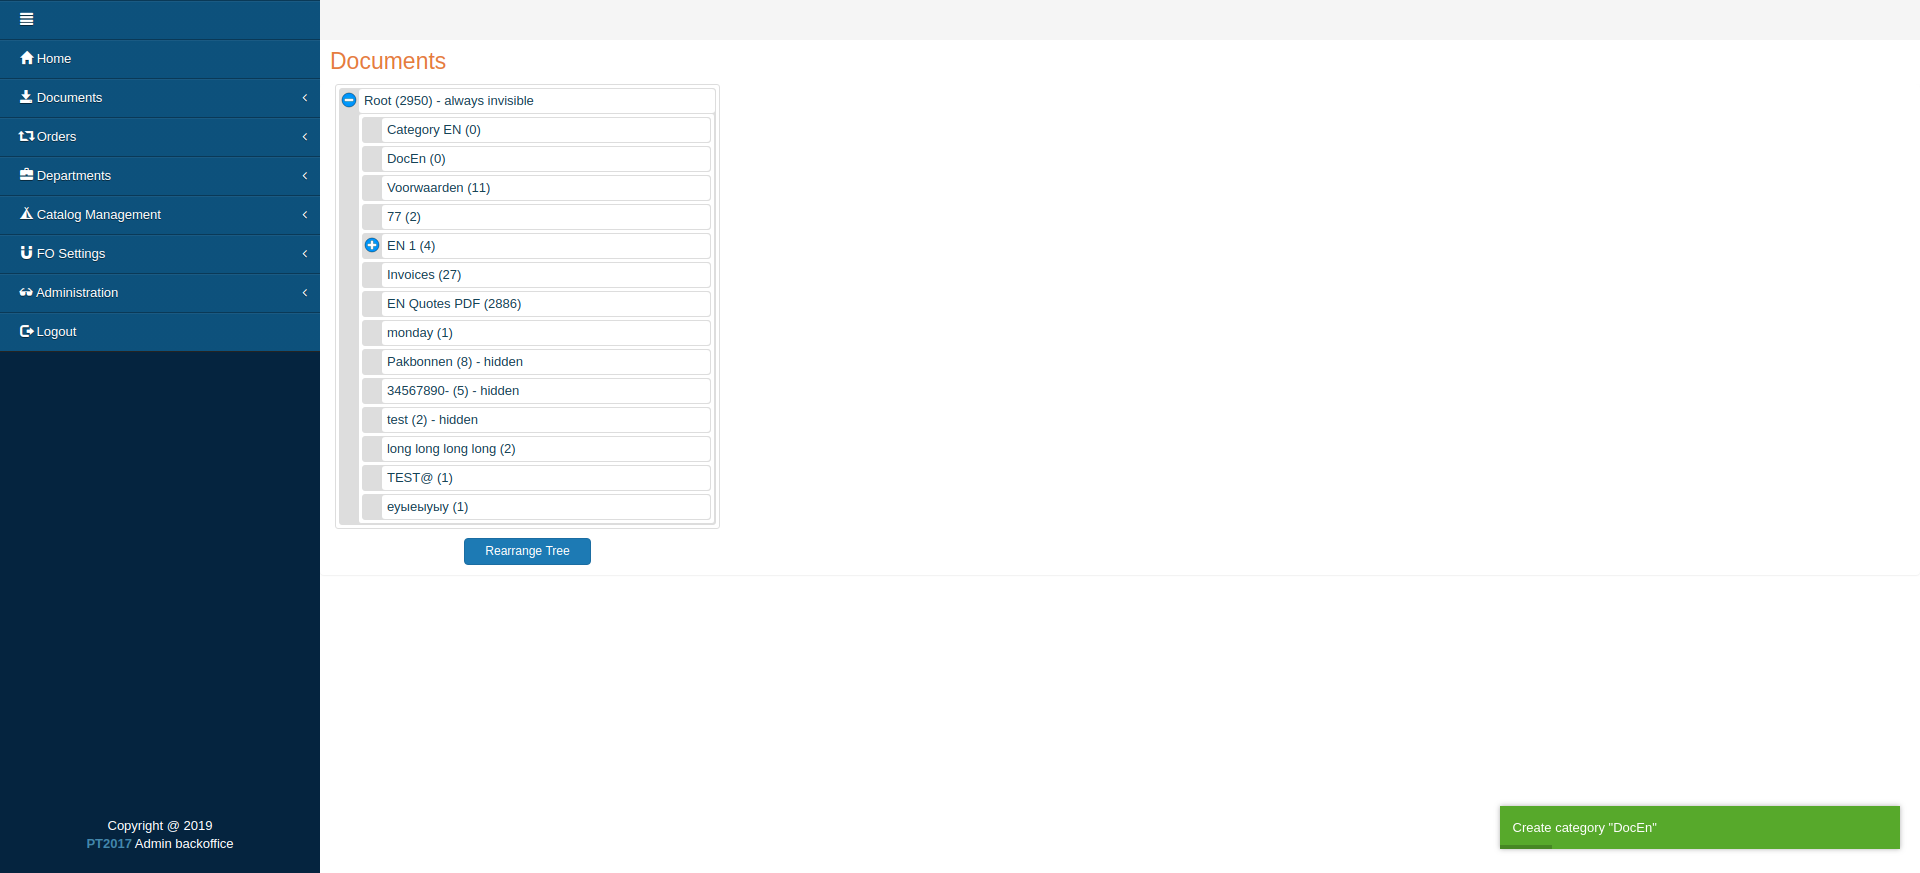 Home
Documents
Orders
Departments
Catalog Management
FO Settings
Administration
Logout
Copyright @ 2019
PT2017 Admin backoffice
Documents
Root (2950) - always invisible
Category EN (0)
DocEn (0)
Voorwaarden (11)
77 (2)
EN 1 (4)
Invoices (27)
EN Quotes PDF (2886)
monday (1)
Pakbonnen (8) - hidden
34567890- (5) - hidden
test (2) - hidden
long long long long (2)
TEST@ (1)
еуыеыуыу (1)
Rearrange Tree
Create category "DocEn"